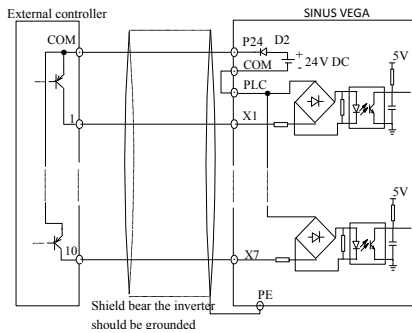 External controller
SINUS VEGA
COM
P24
D2
5V
+
-
24V DC
COM
PLC
1
X1
5V
10
X7
PE
Shield bear the inverter
should be grounded